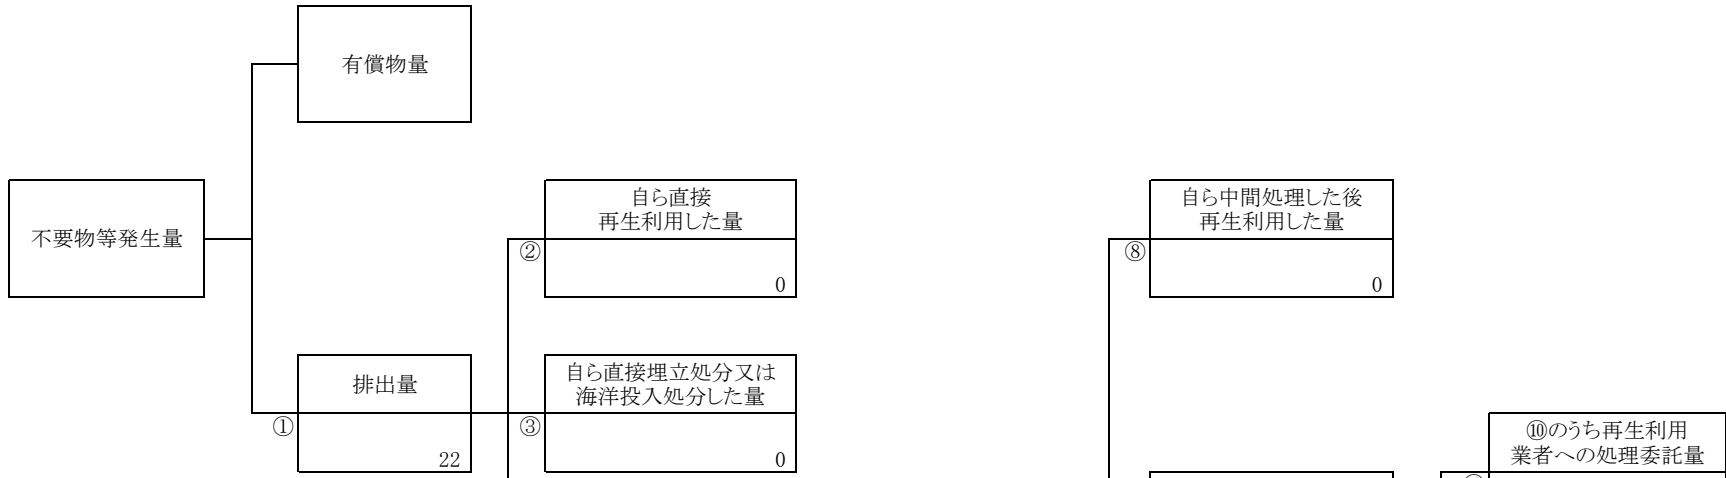 有償物量
不要物等発生量
自ら直接
再生利用した量
②
0
自ら中間処理した後
再生利用した量
⑧
0
排出量
①
22
自ら直接埋立処分又は
海洋投入処分した量
③
0
⑩のうち再生利用
業者への処理委託量